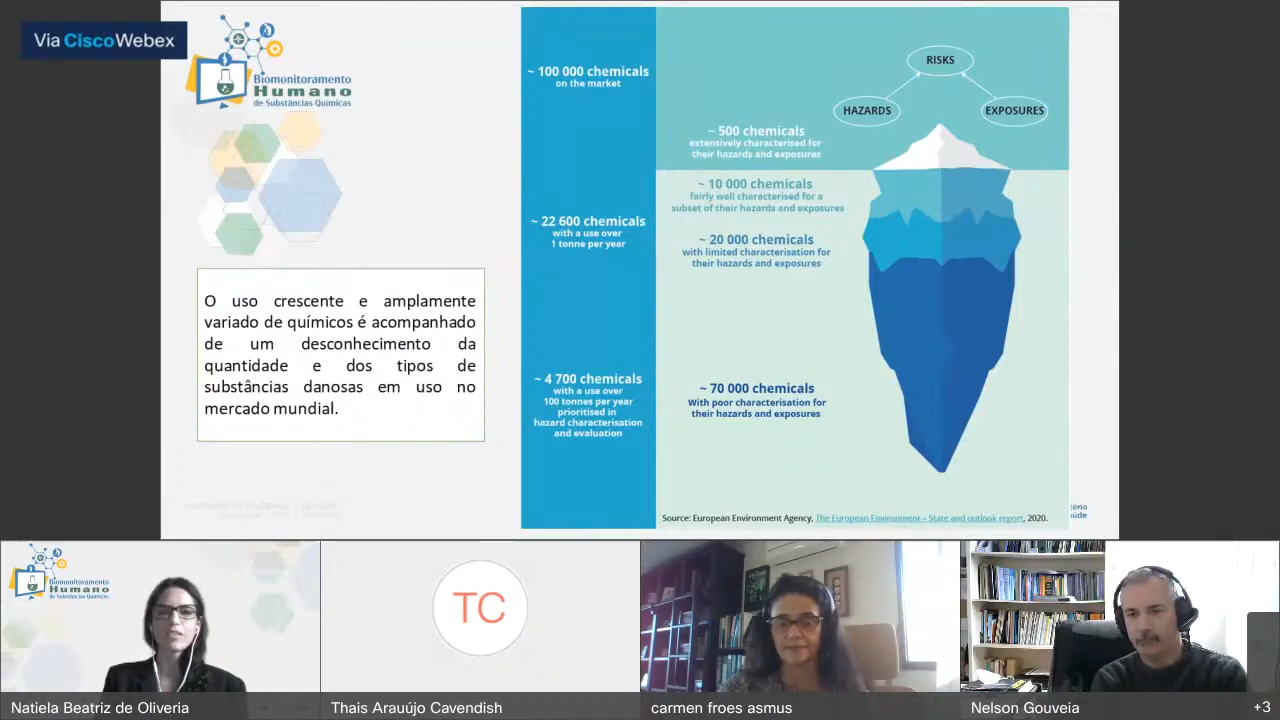 Via CiscoWebex
Biomonitoramento
Humano
de Substâncias Químicas
O uso crescente e amplamente
variado de químicos é acompanhado
de um desconhecimento da
quantidade e dos tipos de
substâncias danosas em uso no
mercado mundial.
~ 100 000 chemicals
on the market
~ 22 600 chemicals
with a use over
1 tonne per year
~ 4 700 chemicals
with a use over
100 tonnes per year
prioritised in
hazard characterisation
and evaluation
RISKS
HAZARDS
EXPOSURES
~ 500 chemicals
extensively characterised for
their hazards and exposures
~ 10 000 chemicals
fairly well characterised for a
subset of their hazards and exposures
~ 20 000 chemicals
with limited characterisation for
their hazards and exposures
~ 70 000 chemicals
With poor characterisation for
their hazards and exposures
Source: European Environment Agency, The European Environment – State and outlook report, 2020.
tério
aúde
Biomonitoramento
Humano
de Substâncias Químicas
TC
Natiela Beatriz de Oliveria
Thais Arauújo Cavendish
carmen froes asmus
Nelson Gouveia
+3